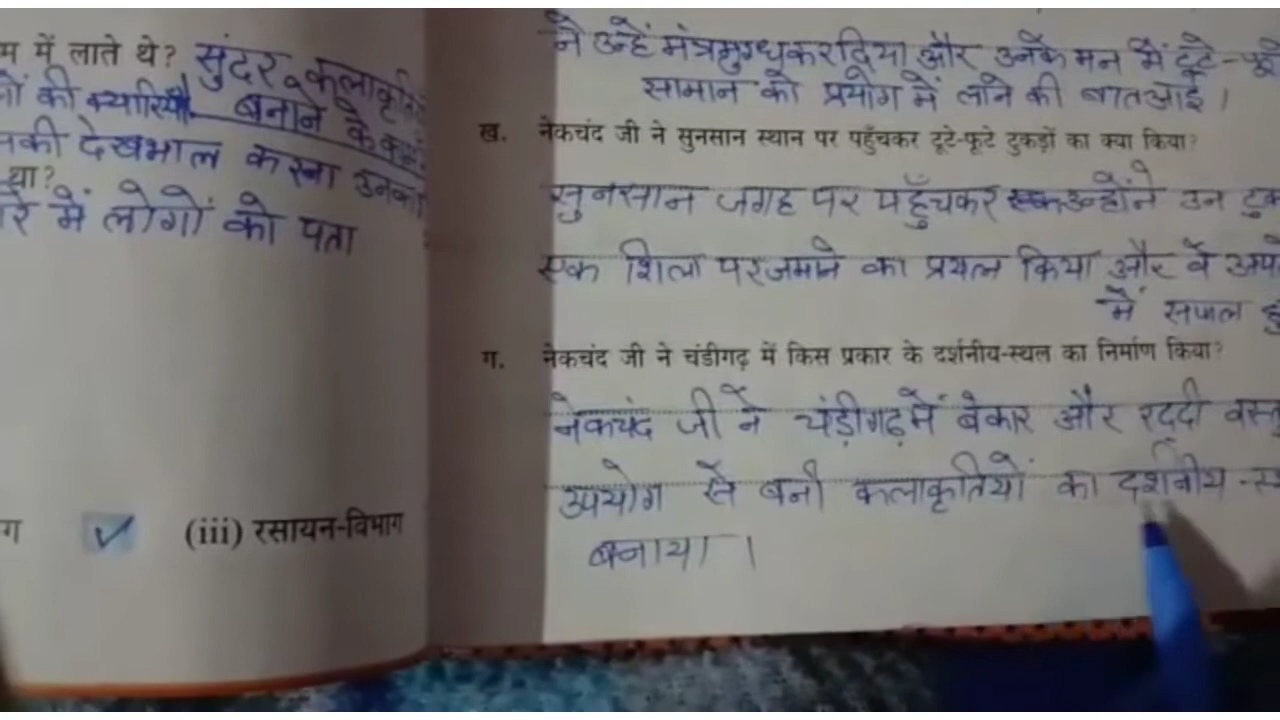 म में लाते थे? सुंदर कलाकृति
ों की क्यारियों बनाने के
की देखभाल करना उनका
था?
रे में लोगों को पता
ग ✓ (iii) रसायन-विभाग
ने उन्हें मंत्रमुग्ध कर दिया और उनके मन में टूटे-फूटे
सामान को प्रयोग में लाने की बात आई।
ख. नेकचंद जी ने सुनसान स्थान पर पहुँचकर टूटे-फूटे टुकड़ों का क्या किया?
सुनसान जगह पर पहुँचकर उन्होंने उन टुक
एक शिला पर जमाने का प्रयत्न किया और वे अप
में सफल हु
ग. नेकचंद जी ने चंडीगढ़ में किस प्रकार के दर्शनीय-स्थल का निर्माण किया?
नेकचंद जी ने चंड़ीगढ़ में बेकार और रद्दी वस्तु
उपयोग से बनी कलाकृतियों का दर्शनीय-स्
बनाया।